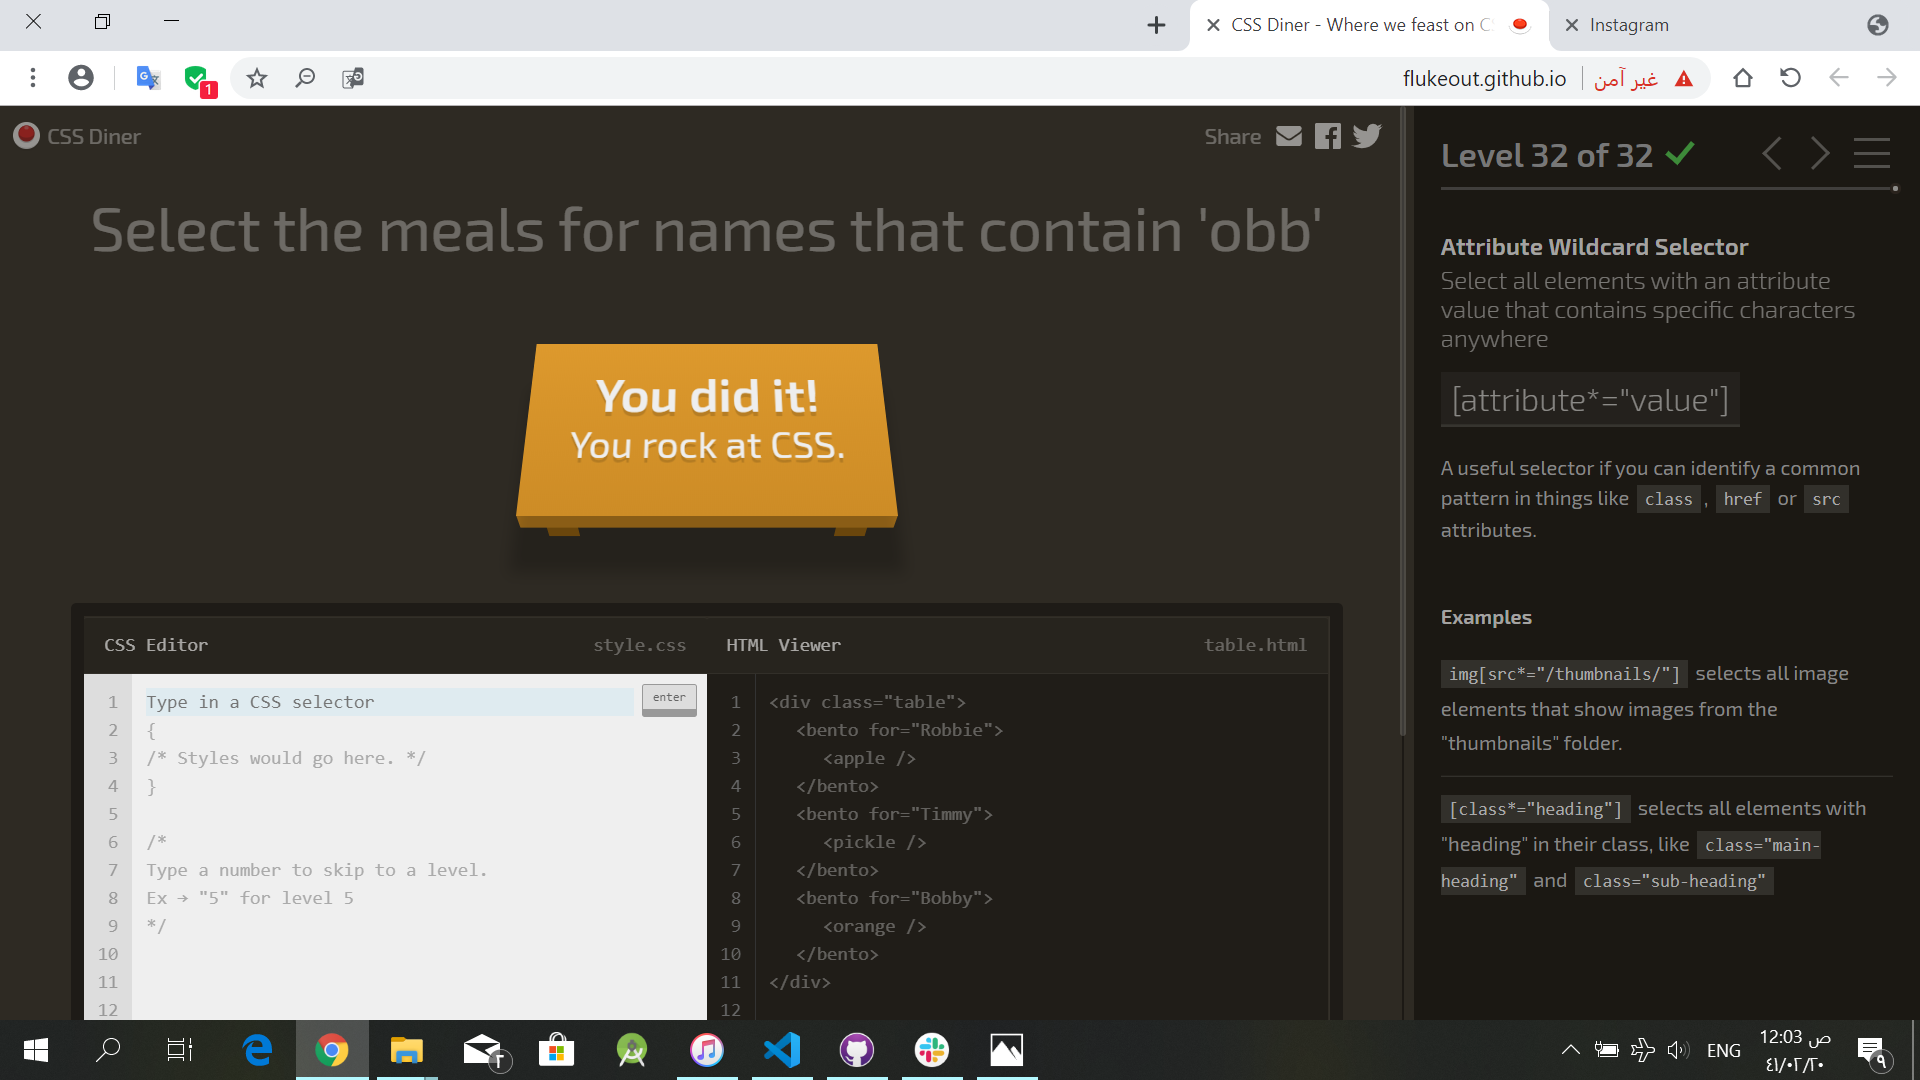 CSS Diner - Where we feast on C
Instagram
1
flukeout.github.io
غير آمن
CSS Diner
Share
Level 32 of 32
Select the meals for names that contain 'obb'
You did it!
You rock at CSS.
Attribute Wildcard Selector
Select all elements with an attribute
value that contains specific characters
anywhere
[attribute*="value"]
A useful selector if you can identify a common
pattern in things like class , href or src
attributes.
Examples
img[src*="/thumbnails/"] selects all image
elements that show images from the
"thumbnails" folder.
[class*="heading"] selects all elements with
"heading" in their class, like class="main-
heading" and class="sub-heading"
CSS Editor
style.css
1 Type in a CSS selector
enter
2 {
3 /* Styles would go here. */
4 }
5
6 /*
7 Type a number to skip to a level.
8 Ex → "5" for level 5
9 */
10
11
12
HTML Viewer
table.html
1 <div class="table">
2 <bento for="Robbie">
3 <apple />
4 </bento>
5 <bento for="Timmy">
6 <pickle />
7 </bento>
8 <bento for="Bobby">
9 <orange />
10 </bento>
11 </div>
12
٢
ENG
12:03 ص
٤١/٠٢/٢٠
٩